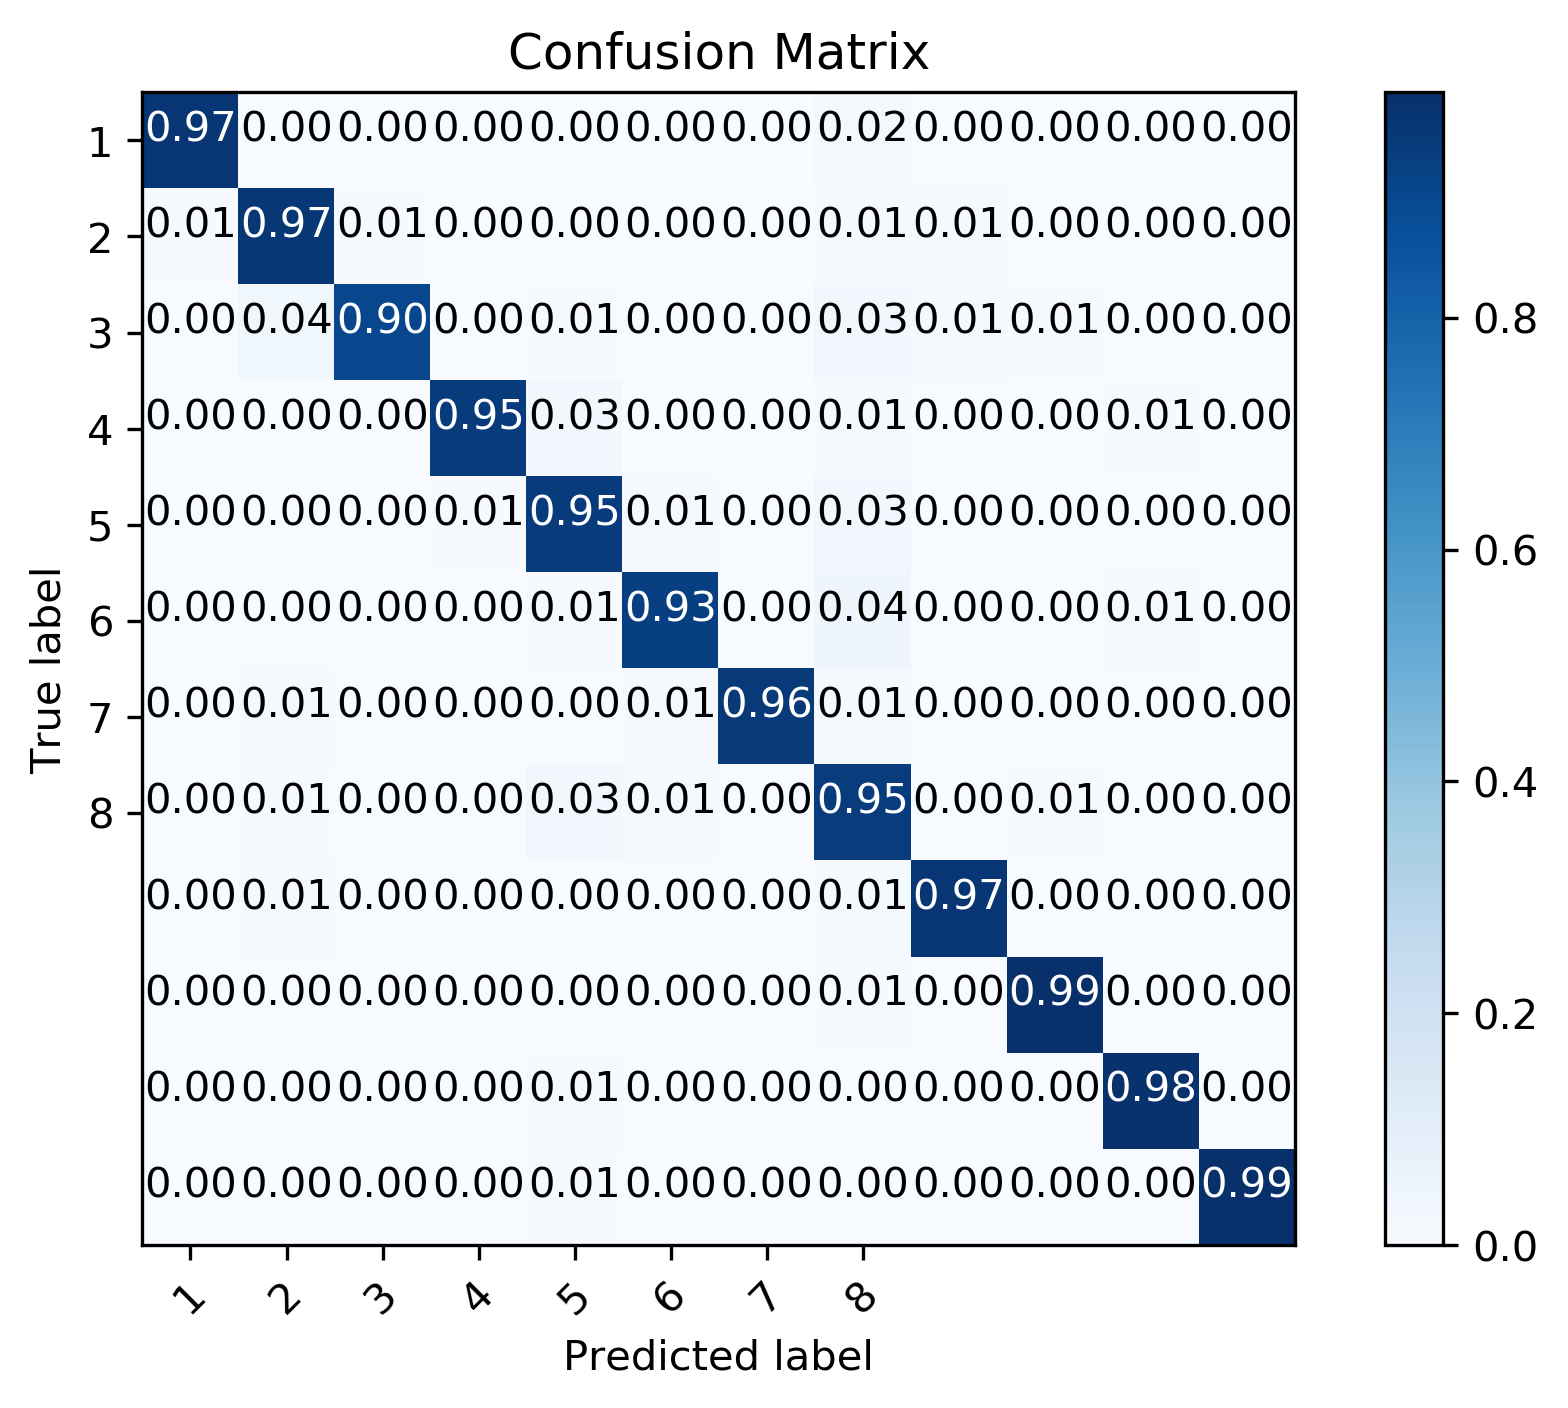 Confusion Matrix
1 0.97 0.00 0.00 0.00 0.00 0.00 0.00 0.02 0.00 0.00 0.00 0.00
2 0.01 0.97 0.01 0.00 0.00 0.00 0.00 0.01 0.01 0.00 0.00 0.00
3 0.00 0.04 0.90 0.00 0.01 0.00 0.00 0.03 0.01 0.01 0.00 0.00
4 0.00 0.00 0.00 0.95 0.03 0.00 0.00 0.01 0.00 0.00 0.01 0.00
5 0.00 0.00 0.00 0.01 0.95 0.01 0.00 0.03 0.00 0.00 0.00 0.00
6 0.00 0.00 0.00 0.00 0.01 0.93 0.00 0.04 0.00 0.00 0.01 0.00
7 0.00 0.01 0.00 0.00 0.00 0.01 0.96 0.01 0.00 0.00 0.00 0.00
8 0.00 0.01 0.00 0.00 0.03 0.01 0.00 0.95 0.00 0.01 0.00 0.00
0.00 0.01 0.00 0.00 0.00 0.00 0.00 0.01 0.97 0.00 0.00 0.00
0.00 0.00 0.00 0.00 0.00 0.00 0.00 0.01 0.00 0.99 0.00 0.00
0.00 0.00 0.00 0.00 0.01 0.00 0.00 0.00 0.00 0.00 0.98 0.00
0.00 0.00 0.00 0.00 0.01 0.00 0.00 0.00 0.00 0.00 0.00 0.99
1 2 3 4 5 6 7 8
Predicted label
True label
0.8
0.6
0.4
0.2
0.0